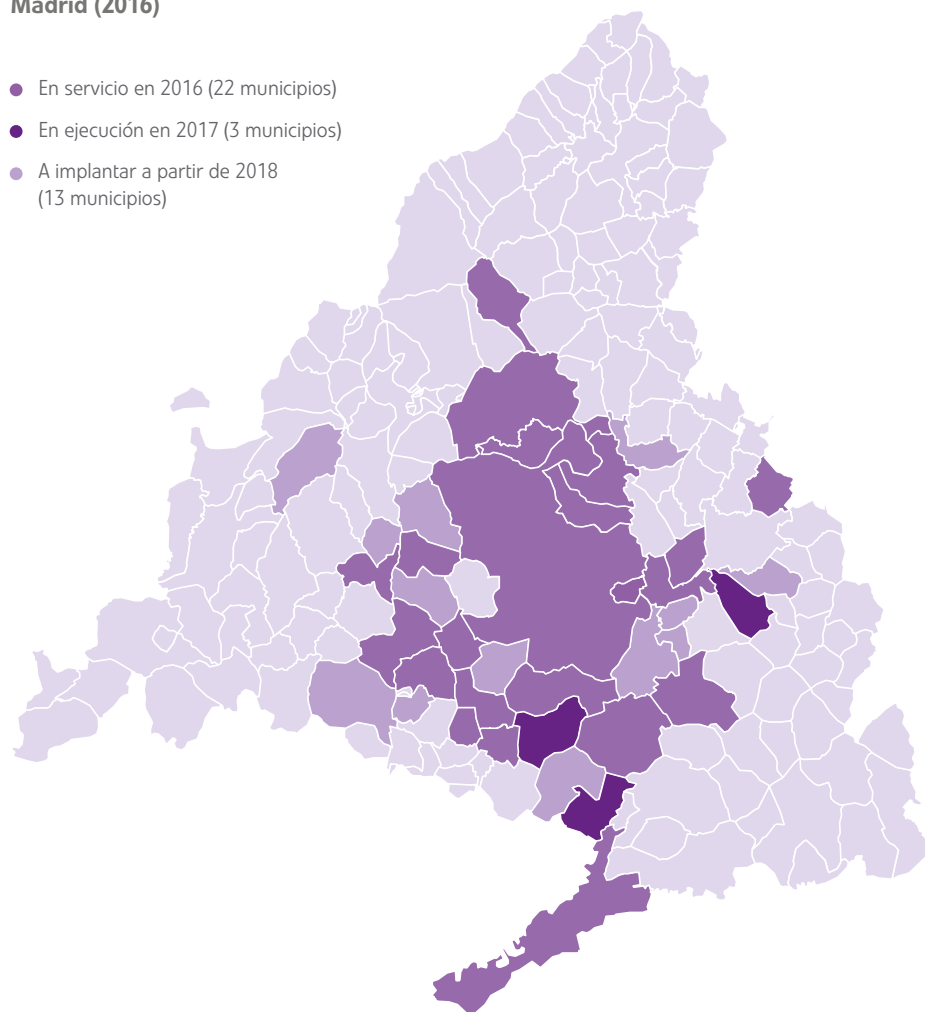 Madrid (2016)
En servicio en 2016 (22 municipios)
En ejecución en 2017 (3 municipios)
A implantar a partir de 2018
(13 municipios)